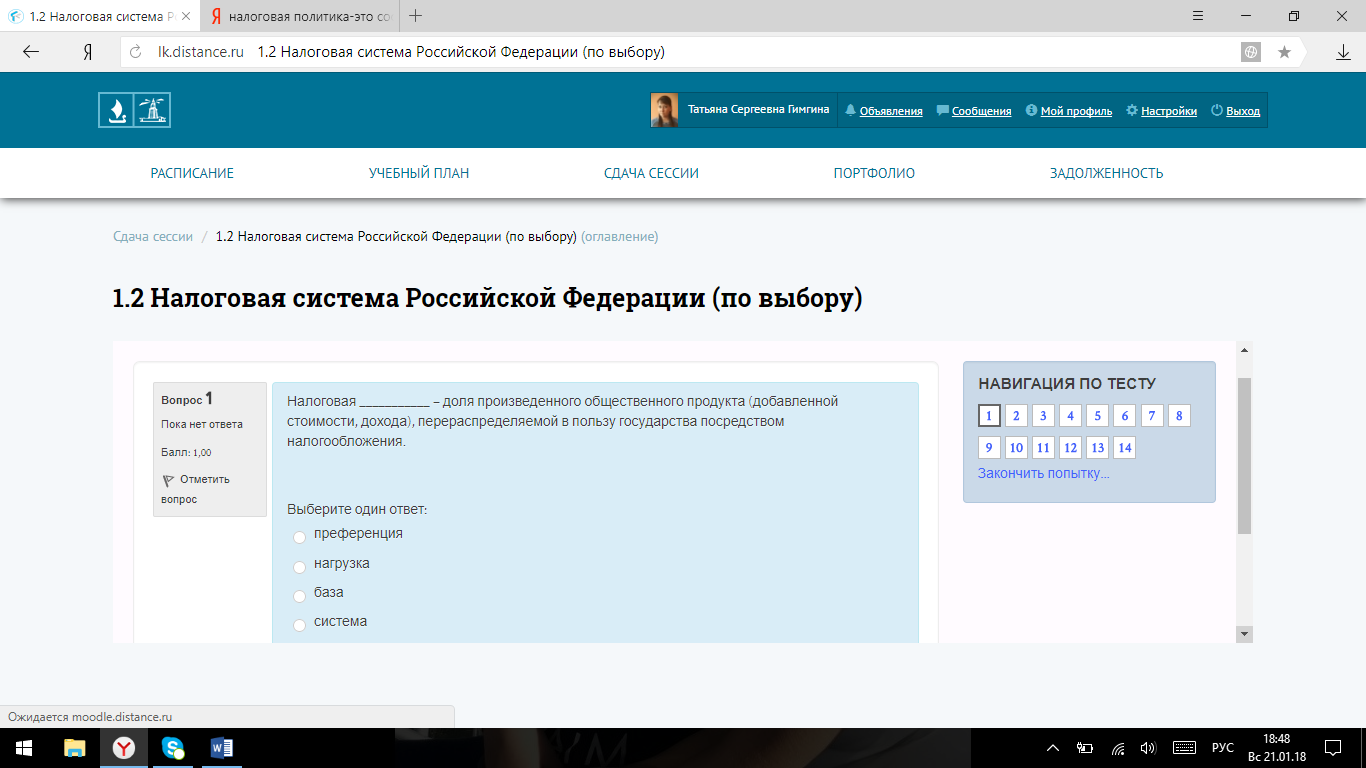 1.2 Налоговая система Р
налоговая политика-это со
lk.distance.ru 1.2 Налоговая система Российской Федерации (по выбору)
Татьяна Сергеевна Гимгина Объявления Сообщения Мой профиль Настройки Выход
РАСПИСАНИЕ УЧЕБНЫЙ ПЛАН СДАЧА СЕССИИ ПОРТФОЛИО ЗАДОЛЖЕННОСТЬ
Сдача сессии / 1.2 Налоговая система Российской Федерации (по выбору) (оглавление)
1.2 Налоговая система Российской Федерации (по выбору)
Вопрос 1
Пока нет ответа
Балл: 1,00
Отметить
вопрос
Налоговая ___________ – доля произведенного общественного продукта (добавленной
стоимости, дохода), перераспределяемой в пользу государства посредством
налогообложения.
Выберите один ответ:
преференция
нагрузка
база
система
НАВИГАЦИЯ ПО ТЕСТУ
1 2 3 4 5 6 7 8
9 10 11 12 13 14
Закончить попытку...
Ожидается moodle.distance.ru
РУС
18:48
Вс 21.01.18